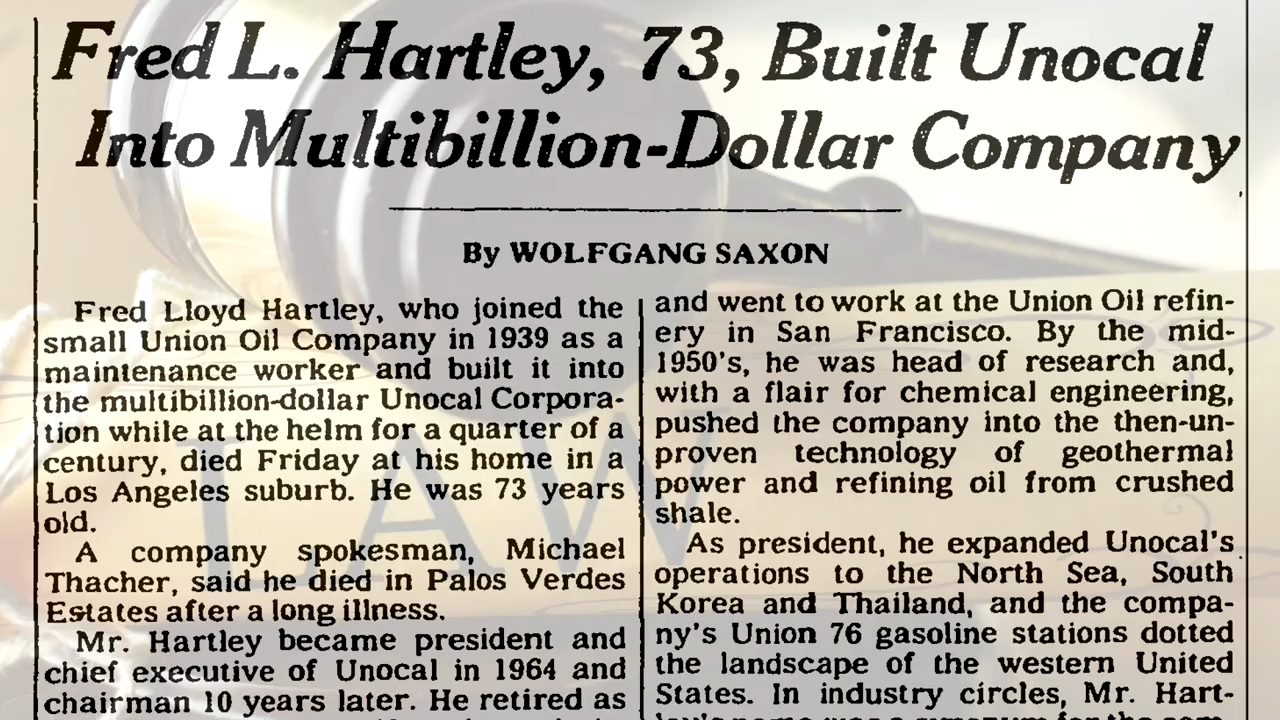 Fred L. Hartley, 73, Built Unocal
Into Multibillion-Dollar Company
By WOLFGANG SAXON
Fred Lloyd Hartley, who joined the
small Union Oil Company in 1939 as a
maintenance worker and built it into
the multibillion-dollar Unocal Corpora-
tion while at the helm for a quarter of a
century, died Friday at his home in a
Los Angeles suburb. He was 73 years
old.
A company spokesman, Michael
Thacher, said he died in Palos Verdes
Estates after a long illness.
Mr. Hartley became president and
chief executive of Unocal in 1964 and
chairman 10 years later. He retired as
and went to work at the Union Oil refin-
ery in San Francisco. By the mid-
1950's, he was head of research and,
with a flair for chemical engineering,
pushed the company into the then-un-
proven technology of geothermal
power and refining oil from crushed
shale.
As president, he expanded Unocal's
operations to the North Sea, South
Korea and Thailand, and the compa-
ny's Union 76 gasoline stations dotted
the landscape of the western United
States. In industry circles, Mr. Hart-
ley's name was a synonym for the
LAW